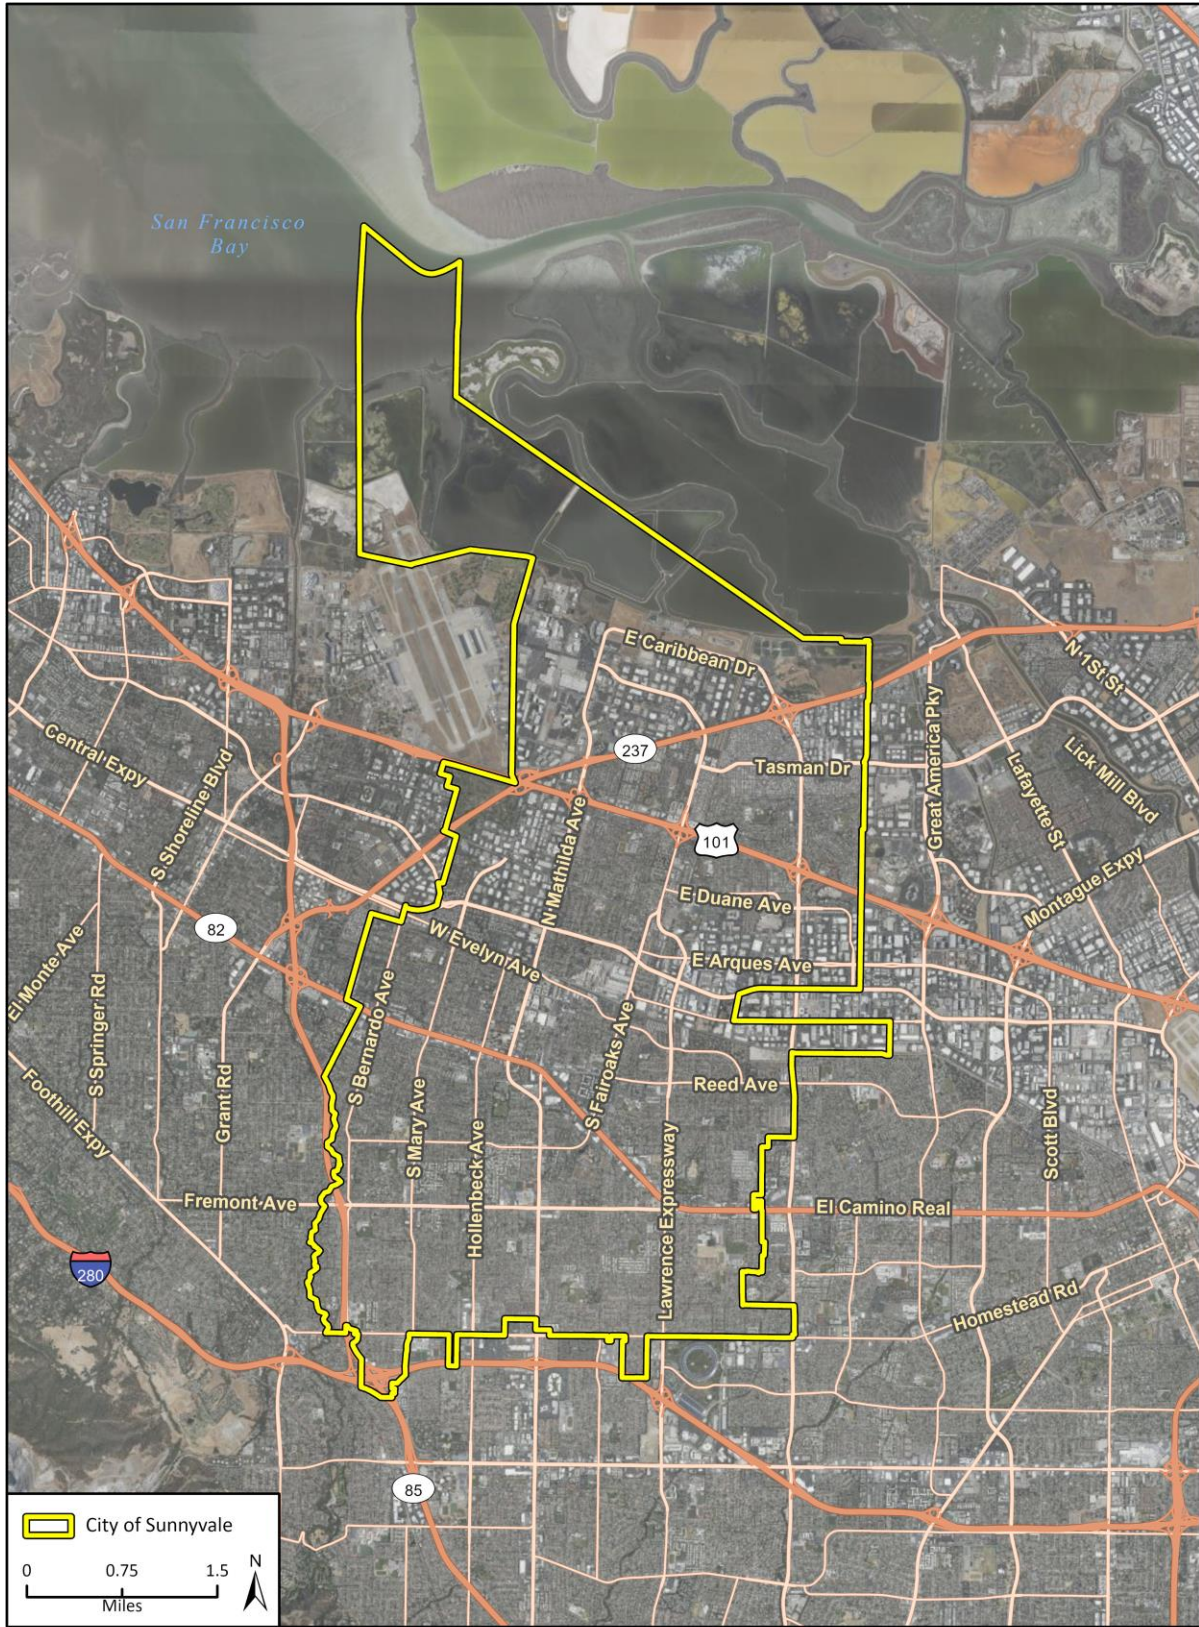 San Francisco
Bay
E Caribbean Dr
N 1St St
237
Great America Pky
Central Expy
S Shoreline Blvd
Tasman Dr
Lafayette St
Lick Mill Blvd
N Mathilda Ave
101
E Duane Ave
Montague Expy
82
W Evelyn Ave
El Monte Ave
E Arques Ave
S Springer Rd
S Bernardo Ave
S Fairoaks Ave
Reed Ave
Foothill Expy
Grant Rd
S Mary Ave
Hollenbeck Ave
Lawrence Expressway
Scott Blvd
Fremont Ave
El Camino Real
280
Homestead Rd
85
City of Sunnyvale
0 0.75 1.5
Miles
N